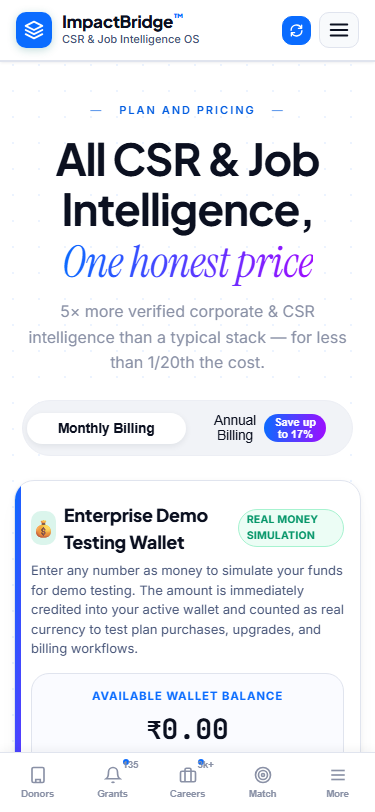 ImpactBridge™
CSR & Job Intelligence OS
— PLAN AND PRICING —
All CSR & Job
Intelligence,
One honest price
5× more verified corporate & CSR
intelligence than a typical stack — for less
than 1/20th the cost.
Monthly Billing
Annual
Billing
Save up
to 17%
Enterprise Demo
Testing Wallet
REAL MONEY
SIMULATION
Enter any number as money to simulate your funds
for demo testing. The amount is immediately
credited into your active wallet and counted as real
currency to test plan purchases, upgrades, and
billing workflows.
AVAILABLE WALLET BALANCE
₹0.00
135
5k+
Donors
Grants
Careers
Match
More